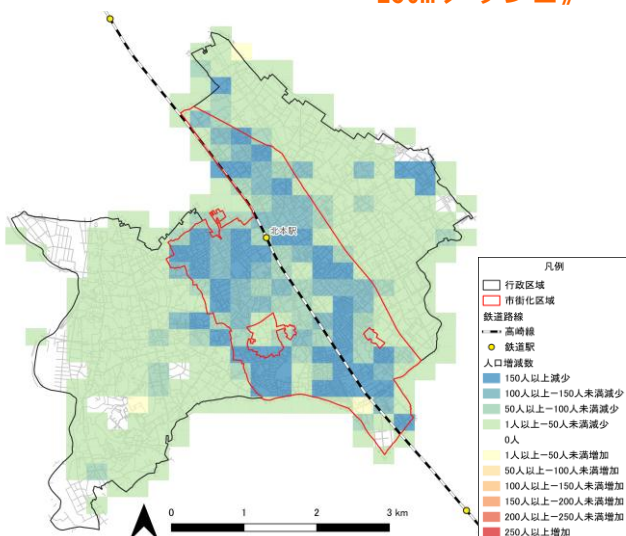 北本駅
0 1 2 3 km
凡例
行政区域
市街化区域
鉄道路線
高崎線
鉄道駅
人口増減数
150人以上減少
100人以上－150人未満減少
50人以上－100人未満減少
1人以上－50人未満減少
0人
1人以上－50人未満増加
50人以上－100人未満増加
100人以上－150人未満増加
150人以上－200人未満増加
200人以上－250人未満増加
250人以上増加